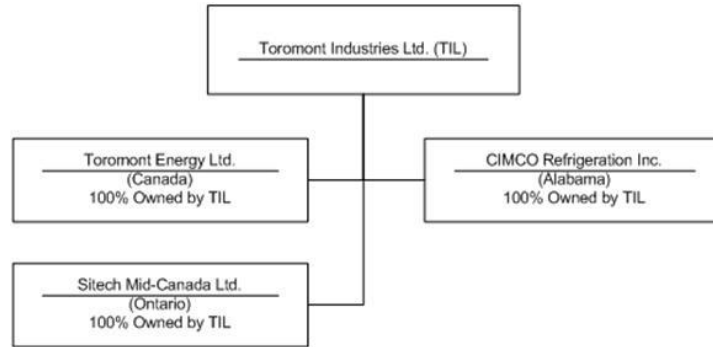 Toromont Industries Ltd. (TIL)
Toromont Energy Ltd.
(Canada)
100% Owned by TIL
CIMCO Refrigeration Inc.
(Alabama)
100% Owned by TIL
Sitech Mid-Canada Ltd.
(Ontario)
100% Owned by TIL